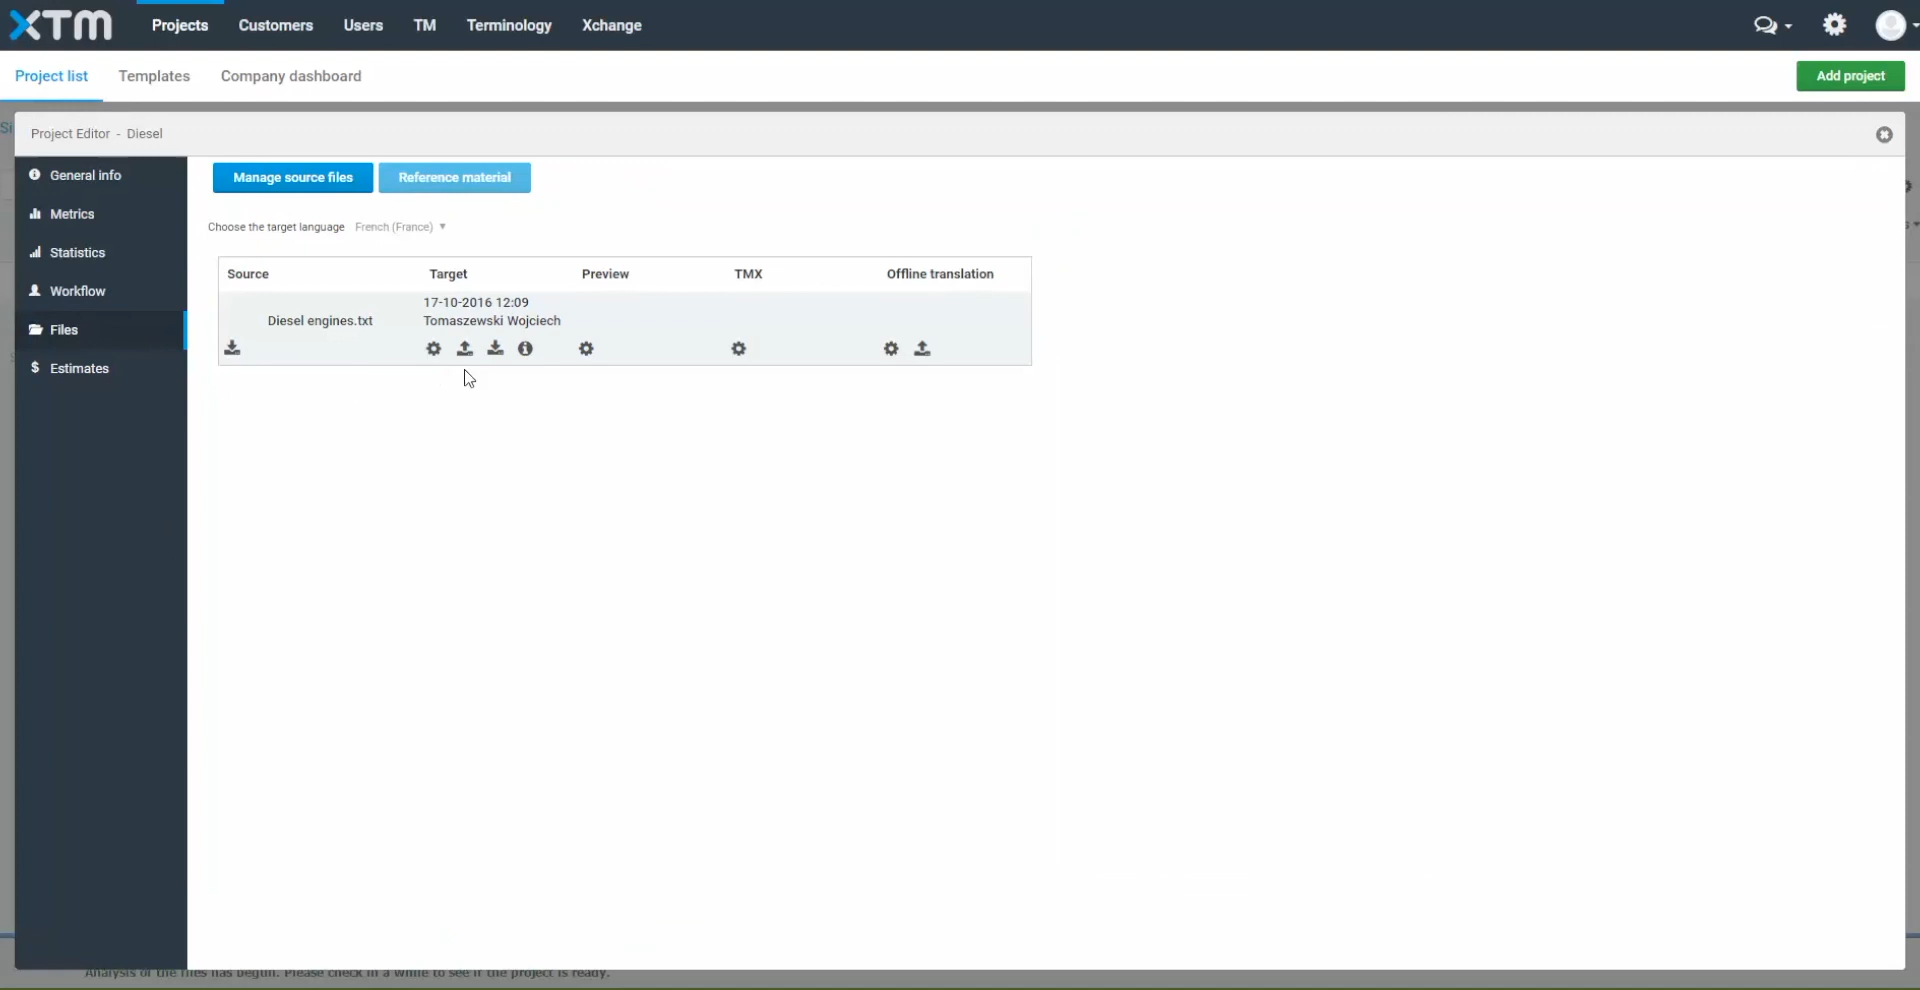 XTM
Projects Customers Users TM Terminology Xchange
Project list Templates Company dashboard
Add project
Project Editor - Diesel
General info
Metrics
Statistics
Workflow
Files
$ Estimates
Manage source files Reference material
Choose the target language French (France)
Source Target Preview TMX Offline translation
17-10-2016 12:09
Diesel engines.txt Tomaszewski Wojciech
Analysis of the files has begun. Please check in a while to see if the project is ready.